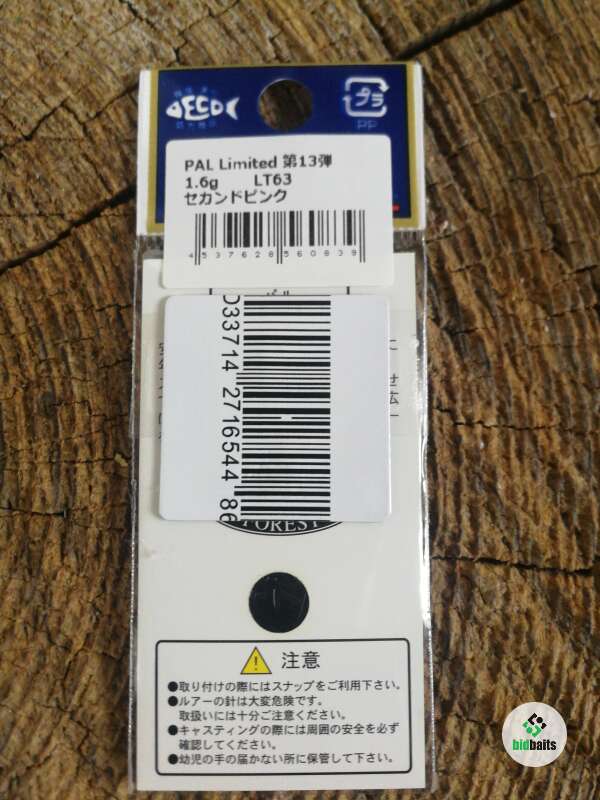 ECO
プラ
PP
PAL Limited 第13弾
1.6g LT63
セカンドピンク
4 537628 560839
D33714 2716544 86
FOREST
注意
●取り付けの際にはスナップをご利用下さい。
●ルアーの針は大変危険です。
取扱いには十分ご注意ください。
●キャスティングの際には周囲の安全を必ず
確認してください。
●幼児の手の届かない所に保管して下さい。
bidbaits